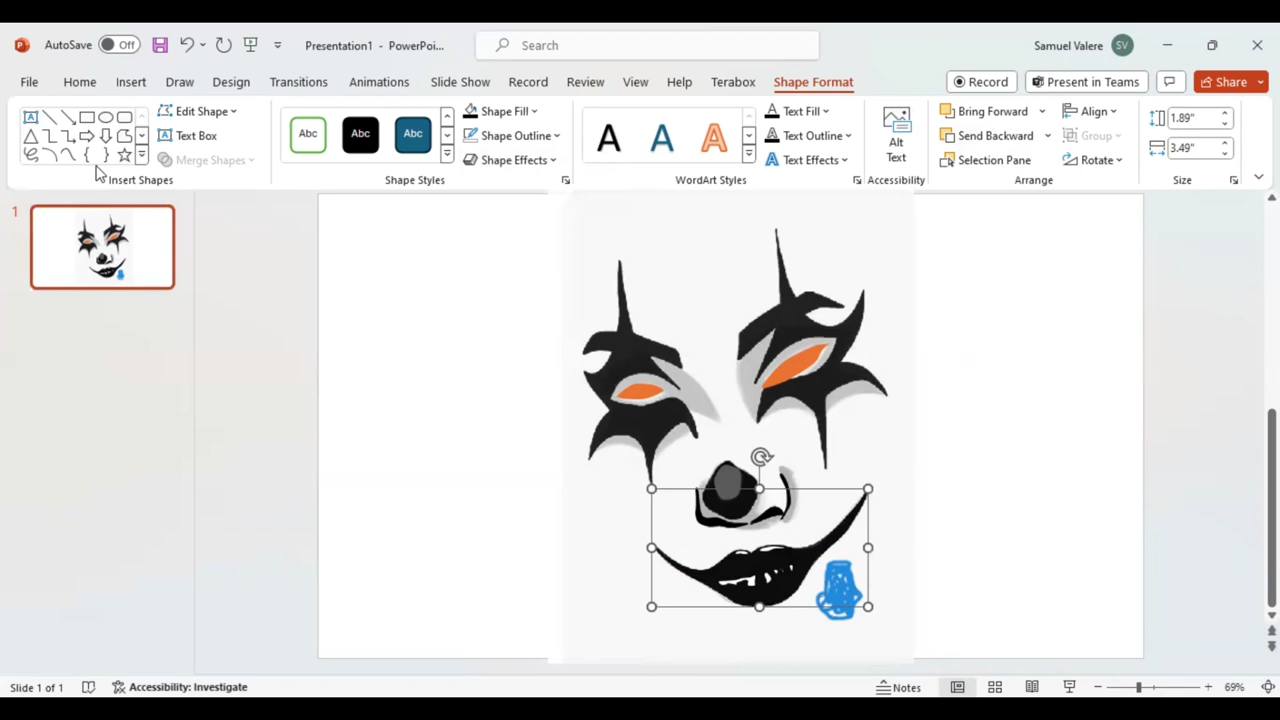 AutoSave Off Presentation1 - PowerPoi... Search Samuel Valere SV
File Home Insert Draw Design Transitions Animations Slide Show Record Review View Help Terabox Shape Format Record Present in Teams Share
Edit Shape Shape Fill Text Fill Bring Forward Align 1.89"
Text Box Abc Abc Abc Shape Outline A A A Text Outline Alt Text Send Backward Group
Merge Shapes Shape Effects Text Effects Selection Pane Rotate 3.49"
Insert Shapes Shape Styles WordArt Styles Accessibility Arrange Size
1
Slide 1 of 1 Accessibility: Investigate Notes 69%